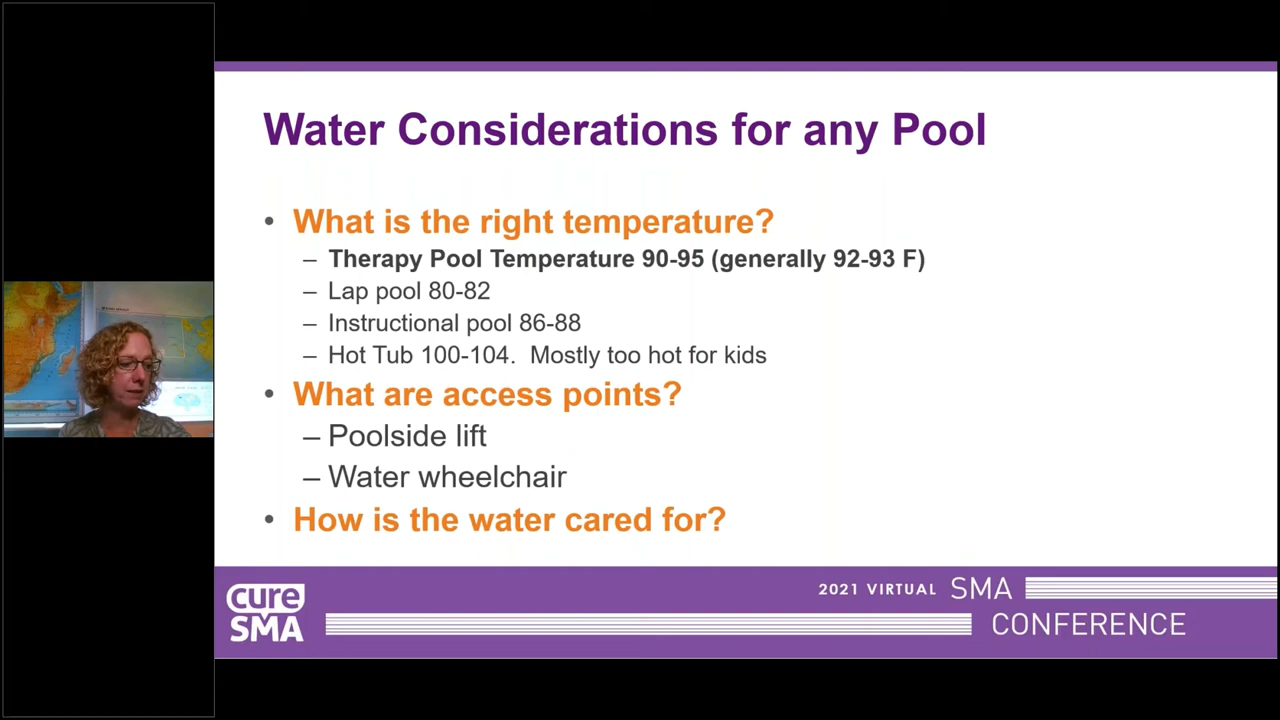 Water Considerations for any Pool
• What is the right temperature?
– Therapy Pool Temperature 90-95 (generally 92-93 F)
– Lap pool 80-82
– Instructional pool 86-88
– Hot Tub 100-104. Mostly too hot for kids
• What are access points?
– Poolside lift
– Water wheelchair
• How is the water cared for?
cure
SMA
2021 VIRTUAL SMA
CONFERENCE